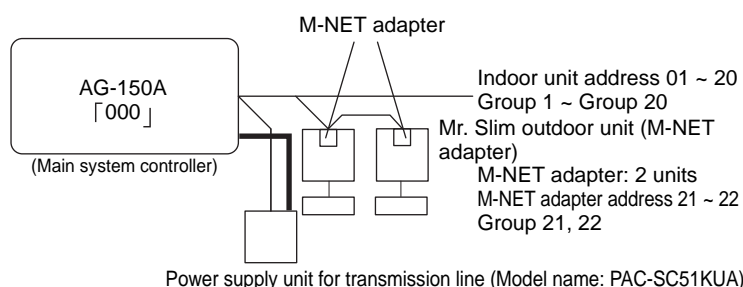 M-NET adapter
AG-150A
「000」
(Main system controller)
Indoor unit address 01 ~ 20
Group 1 ~ Group 20
Mr. Slim outdoor unit (M-NET
adapter)
M-NET adapter: 2 units
M-NET adapter address 21 ~ 22
Group 21, 22
Power supply unit for transmission line (Model name: PAC-SC51KUA)